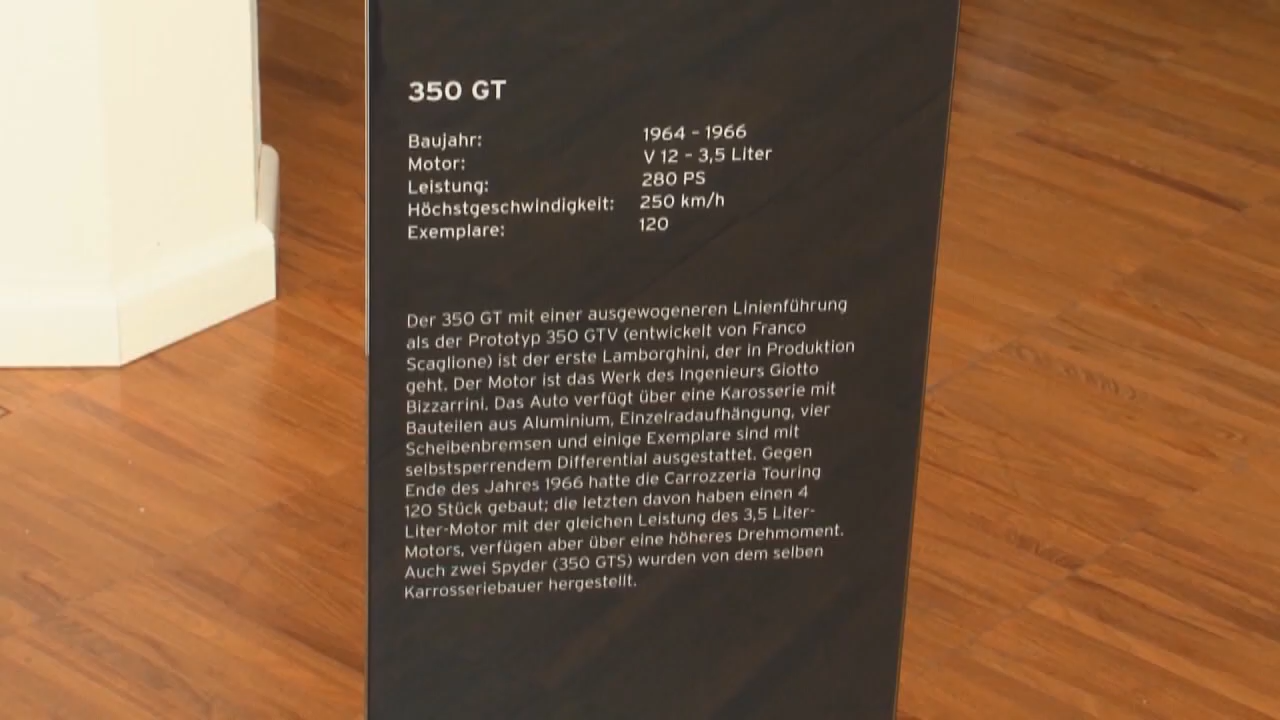 350 GT
Baujahr: 1964 - 1966
Motor: V 12 - 3,5 Liter
Leistung: 280 PS
Höchstgeschwindigkeit: 250 km/h
Exemplare: 120
Der 350 GT mit einer ausgewogeneren Linienführung
als der Prototyp 350 GTV (entwickelt von Franco
Scaglione) ist der erste Lamborghini, der in Produktion
geht. Der Motor ist das Werk des Ingenieurs Giotto
Bizzarrini. Das Auto verfügt über eine Karosserie mit
Bauteilen aus Aluminium, Einzelradaufhängung, vier
Scheibenbremsen und einige Exemplare sind mit
selbstsperrendem Differential ausgestattet. Gegen
Ende des Jahres 1966 hatte die Carrozzeria Touring
120 Stück gebaut; die letzten davon haben einen 4
Liter-Motor mit der gleichen Leistung des 3,5 Liter-
Motors, verfügen aber über eine höheres Drehmoment.
Auch zwei Spyder (350 GTS) wurden von dem selben
Karrosseriebauer hergestellt.